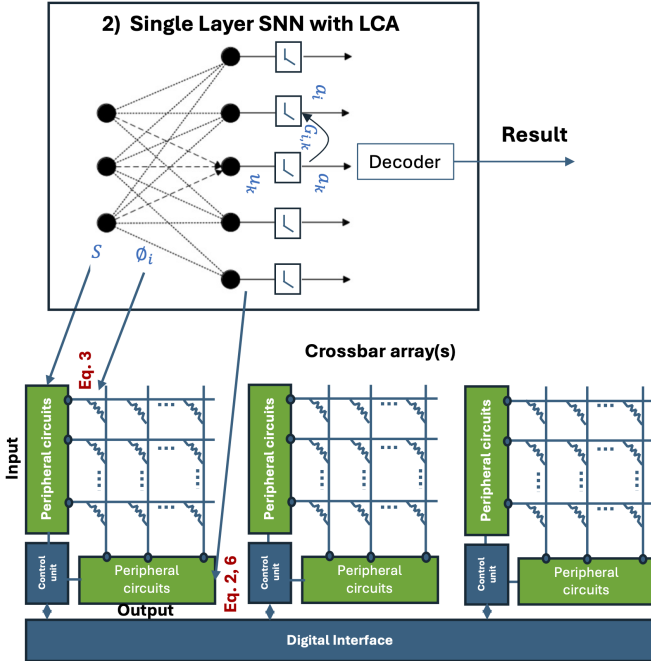 2) Single Layer SNN with LCA
a_i
G_{i,k}
Result
Decoder
u_k
a_k
S
ϕ_i
Crossbar array(s)
Eq. 3
Input
Peripheral circuits
Peripheral circuits
Peripheral circuits
...
...
...
...
...
...
...
...
...
...
...
...
Control
unit
Peripheral
circuits
Eq. 2, 6
Control
unit
Peripheral
circuits
Control
unit
Peripheral
circuits
Output
Digital Interface